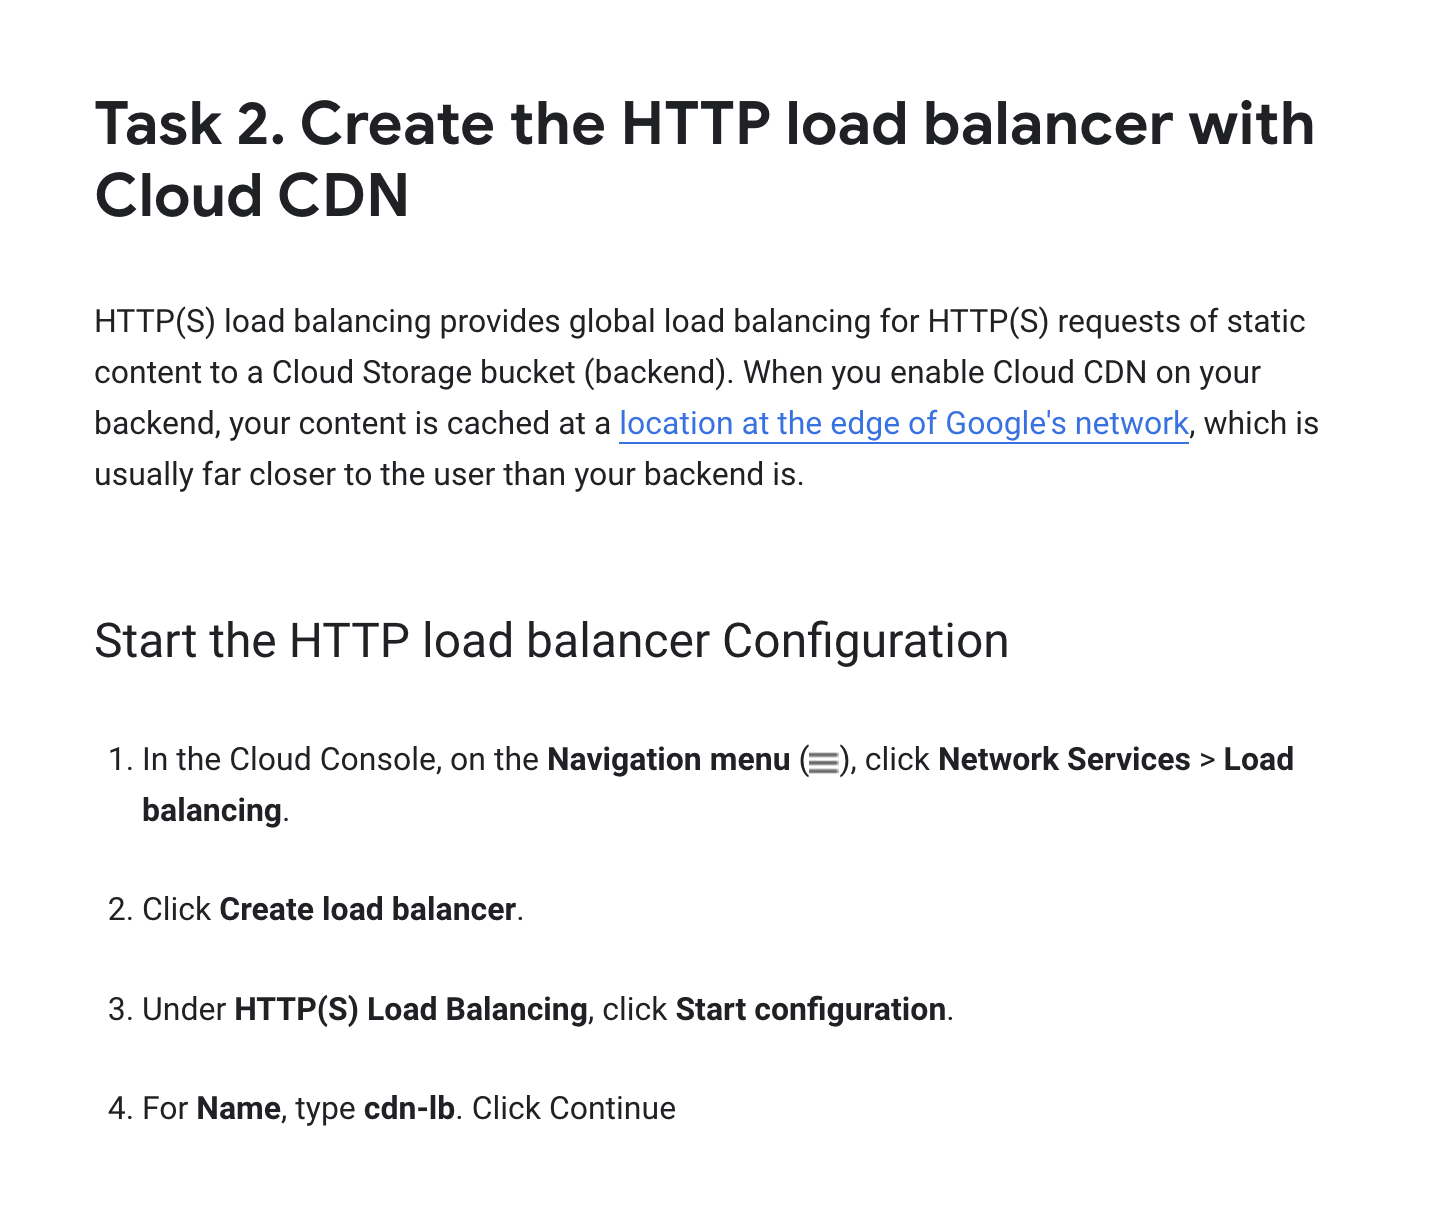 Task 2. Create the HTTP load balancer with
Cloud CDN
HTTP(S) load balancing provides global load balancing for HTTP(S) requests of static
content to a Cloud Storage bucket (backend). When you enable Cloud CDN on your
backend, your content is cached at a location at the edge of Google's network, which is
usually far closer to the user than your backend is.
Start the HTTP load balancer Configuration
1. In the Cloud Console, on the Navigation menu (☰), click Network Services > Load
balancing.
2. Click Create load balancer.
3. Under HTTP(S) Load Balancing, click Start configuration.
4. For Name, type cdn-lb. Click Continue